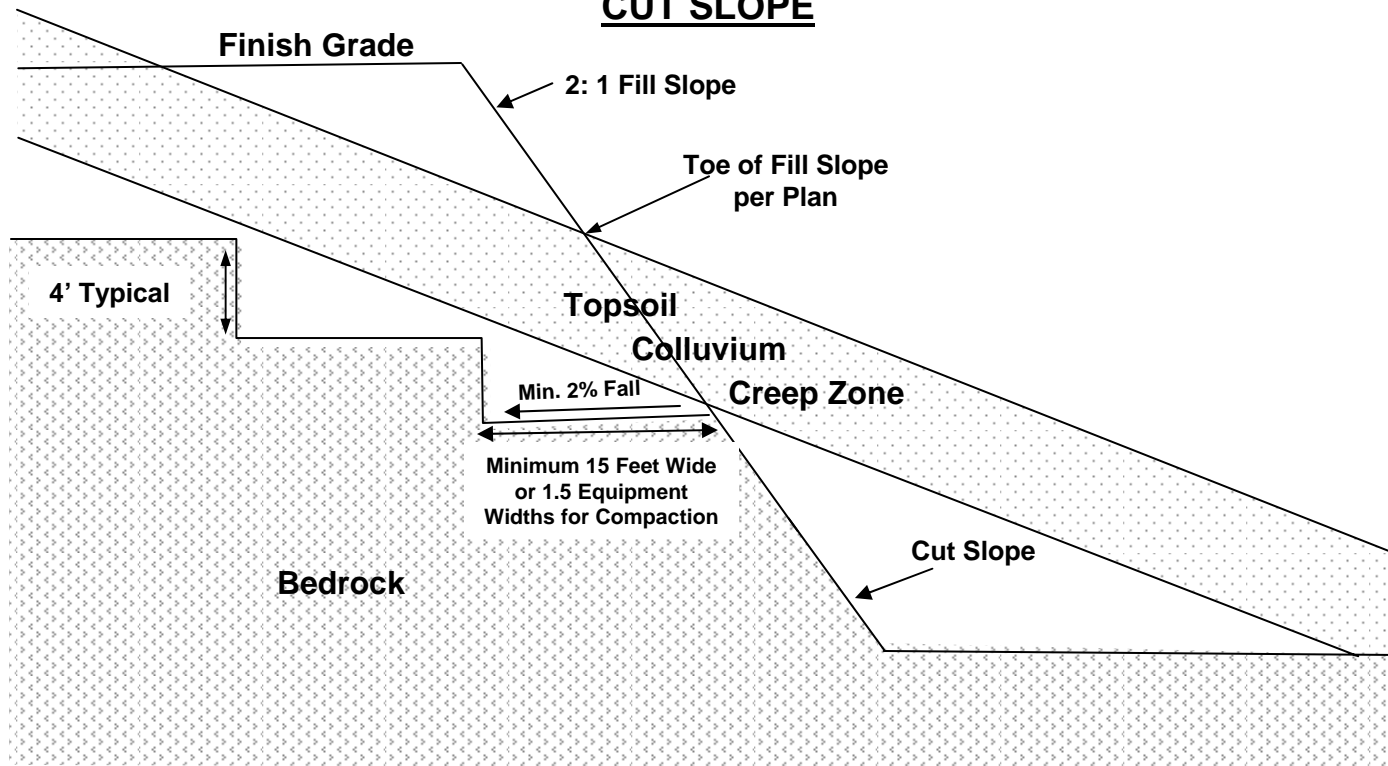 CUT SLOPE
Finish Grade
2: 1 Fill Slope
Toe of Fill Slope
per Plan
4’ Typical
Topsoil
Colluvium
Creep Zone
Min. 2% Fall
Minimum 15 Feet Wide
or 1.5 Equipment
Widths for Compaction
Cut Slope
Bedrock